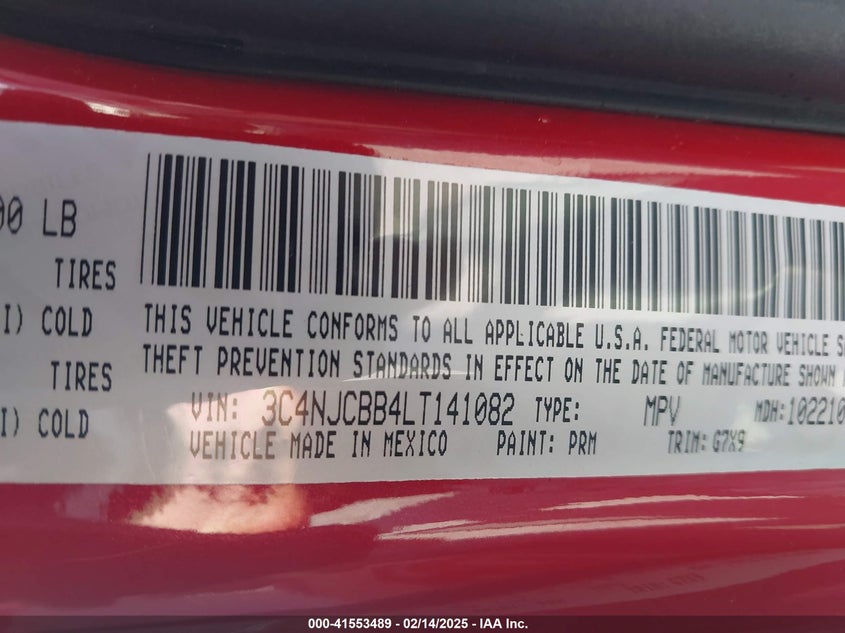 00 LB
TIRES
I) COLD
TIRES
I) COLD
THIS VEHICLE CONFORMS TO ALL APPLICABLE U.S.A. FEDERAL MOTOR VEHICLE S
THEFT PREVENTION STANDARDS IN EFFECT ON THE DATE OF MANUFACTURE SHOWN
VIN: 3C4NJCBB4LT141082 TYPE: MPV MDH: 102210
VEHICLE MADE IN MEXICO PAINT: PRM TRIM: G7X9
000-41553489 - 02/14/2025 - IAA Inc.